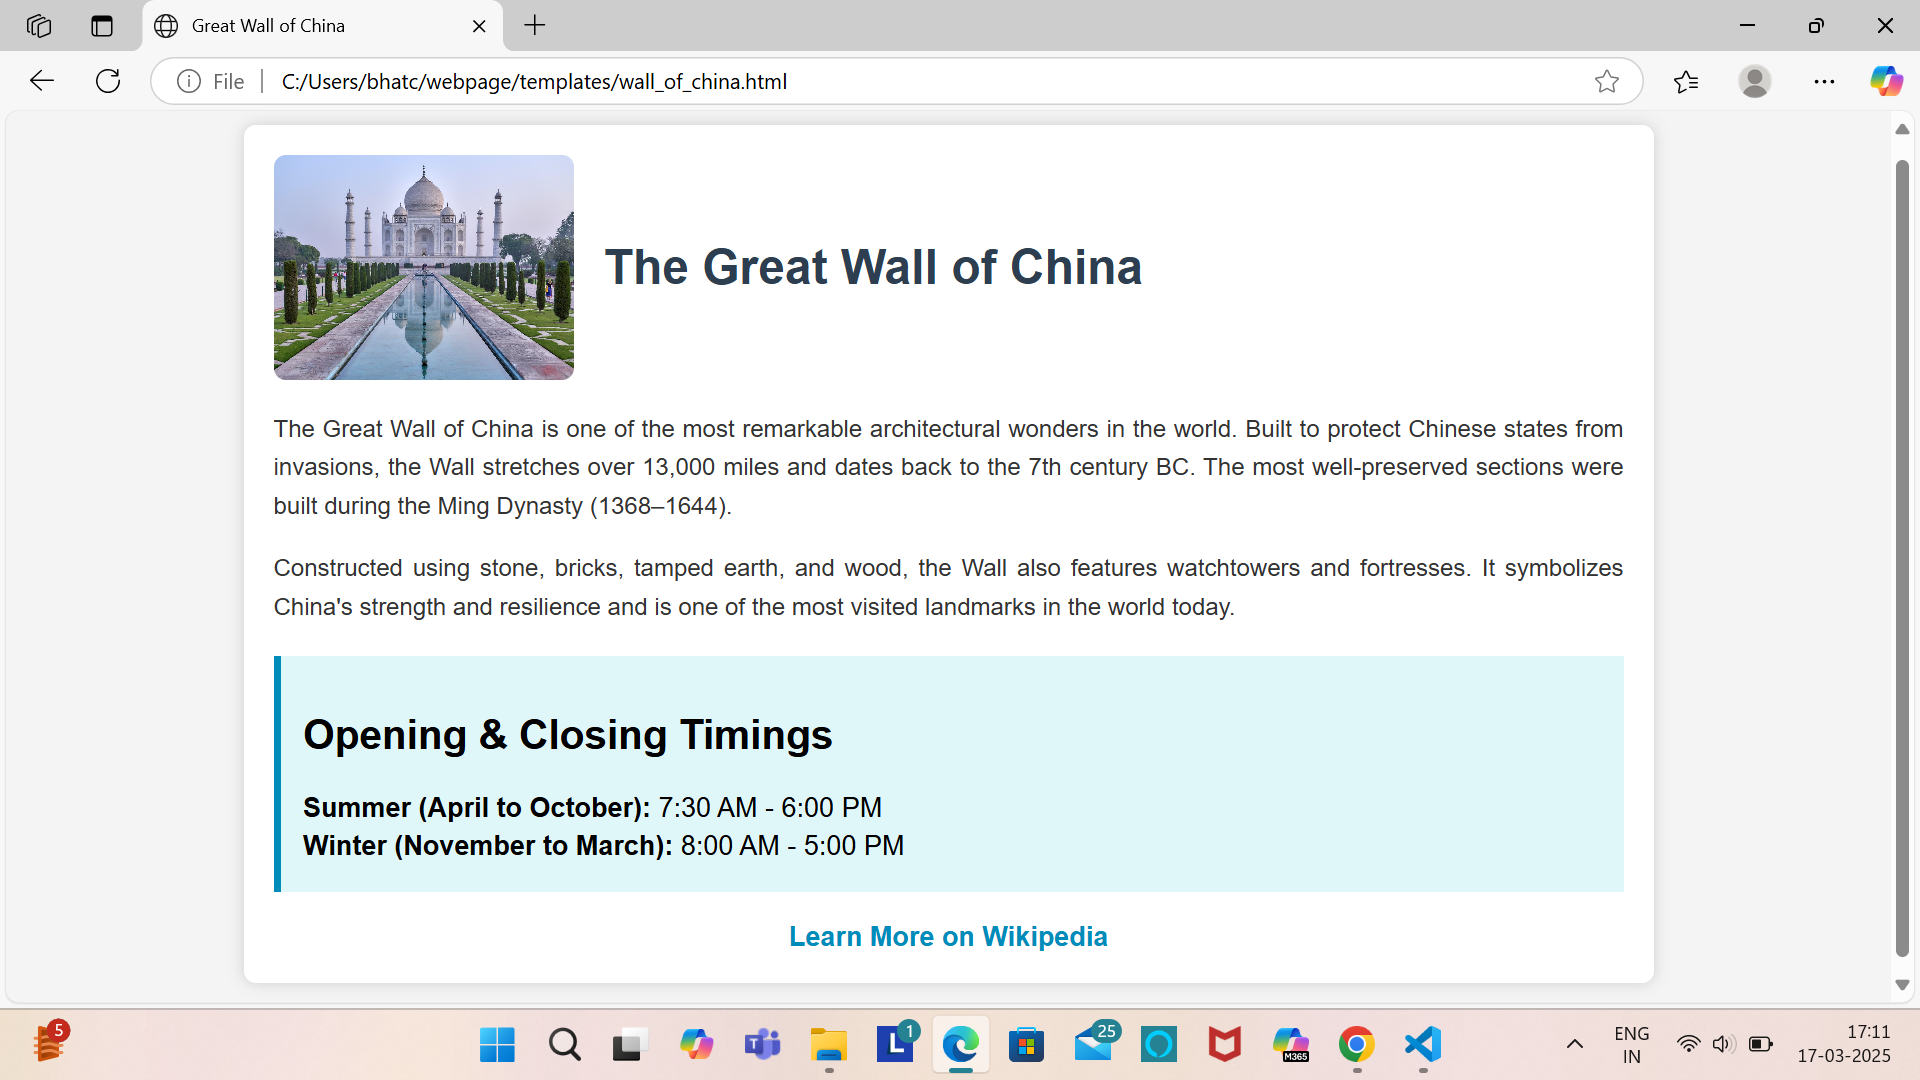 Great Wall of China
File
C:/Users/bhatc/webpage/templates/wall_of_china.html
The Great Wall of China
The Great Wall of China is one of the most remarkable architectural wonders in the world. Built to protect Chinese states from
invasions, the Wall stretches over 13,000 miles and dates back to the 7th century BC. The most well-preserved sections were
built during the Ming Dynasty (1368–1644).
Constructed using stone, bricks, tamped earth, and wood, the Wall also features watchtowers and fortresses. It symbolizes
China's strength and resilience and is one of the most visited landmarks in the world today.
Opening & Closing Timings
Summer (April to October): 7:30 AM - 6:00 PM
Winter (November to March): 8:00 AM - 5:00 PM
Learn More on Wikipedia
5
L
1
25
M365
ENG
IN
17:11
17-03-2025